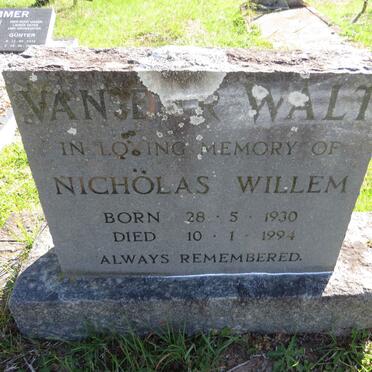 VAN DER WALT
IN LOVING MEMORY OF
NICHOLAS WILLEM
BORN 28 · 5 · 1930
DIED 10 · 1 · 1994
ALWAYS REMEMBERED.
GÜNTER